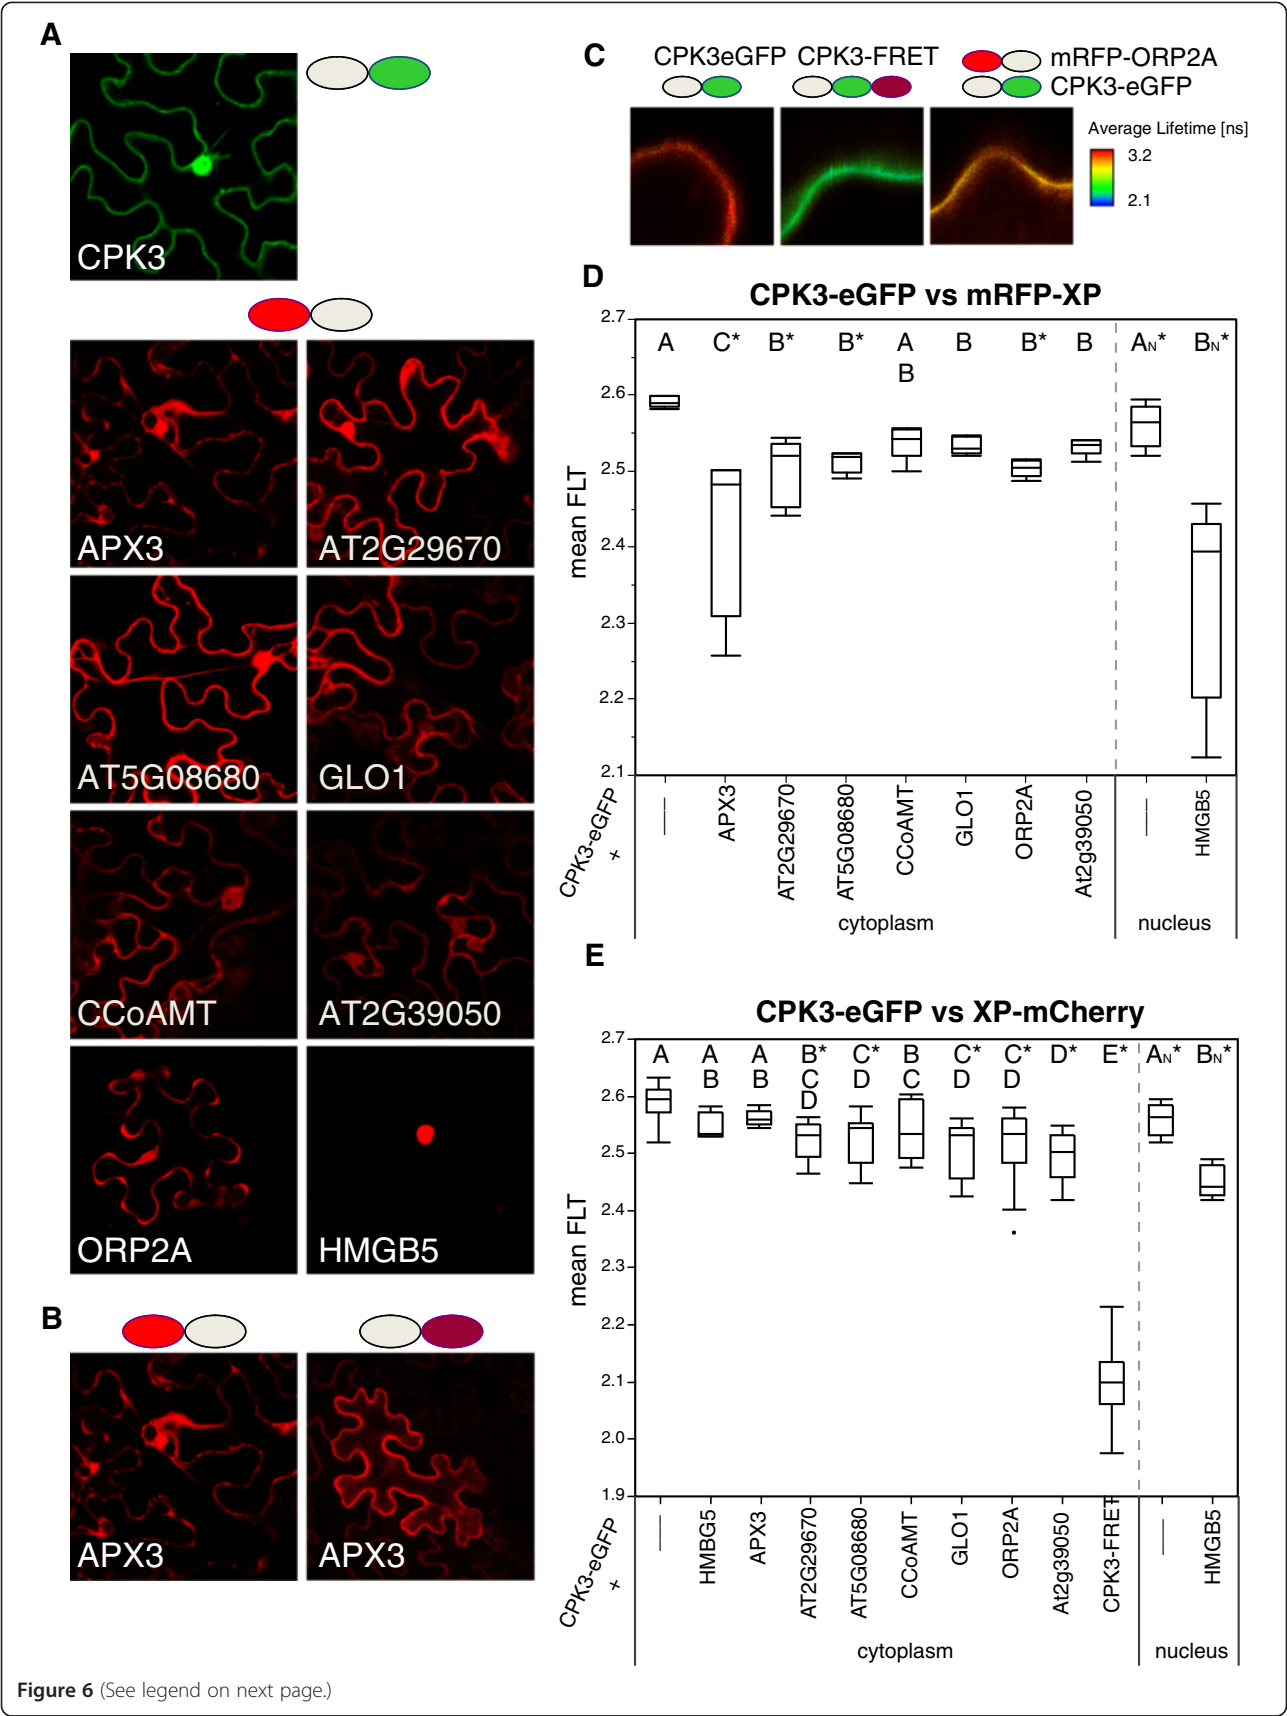 A
CPK3
APX3
AT2G29670
AT5G08680
GLO1
CCoAMT
AT2G39050
ORP2A
HMGB5
B
APX3
APX3
C
CPK3eGFP
CPK3-FRET
mRFP-ORP2A
CPK3-eGFP
Average Lifetime [ns]
3.2
2.1
D
CPK3-eGFP vs mRFP-XP
mean FLT
2.7
2.6
2.5
2.4
2.3
2.2
2.1
A C* B* B* A B B* B AN* BN*
B
CPK3-eGFP
+
—
APX3
AT2G29670
AT5G08680
CCoAMT
GLO1
ORP2A
At2g39050
—
HMGB5
cytoplasm
nucleus
E
CPK3-eGFP vs XP-mCherry
mean FLT
2.7
2.6
2.5
2.4
2.3
2.2
2.1
2.0
1.9
A A A B* C* B C* C* D* E* AN* BN*
B B C D C D D
D
CPK3-eGFP
+
—
HMBG5
APX3
AT2G29670
AT5G08680
CCoAMT
GLO1
ORP2A
At2g39050
CPK3-FRET
—
HMGB5
cytoplasm
nucleus
Figure 6 (See legend on next page.)